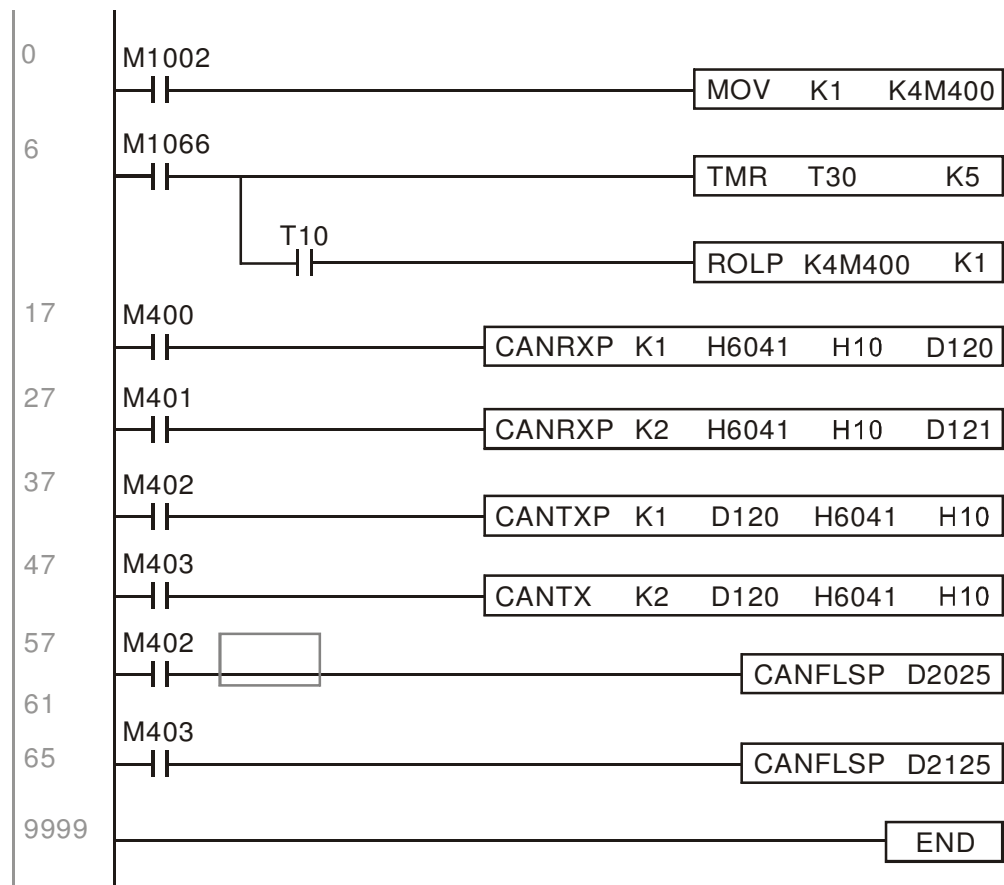 0
M1002
MOV K1 K4M400
6
M1066
TMR T30 K5
T10
ROLP K4M400 K1
17
M400
CANRXP K1 H6041 H10 D120
27
M401
CANRXP K2 H6041 H10 D121
37
M402
CANTXP K1 D120 H6041 H10
47
M403
CANTX K2 D120 H6041 H10
57
M402
CANFLSP D2025
61
M403
65
CANFLSP D2125
9999
END